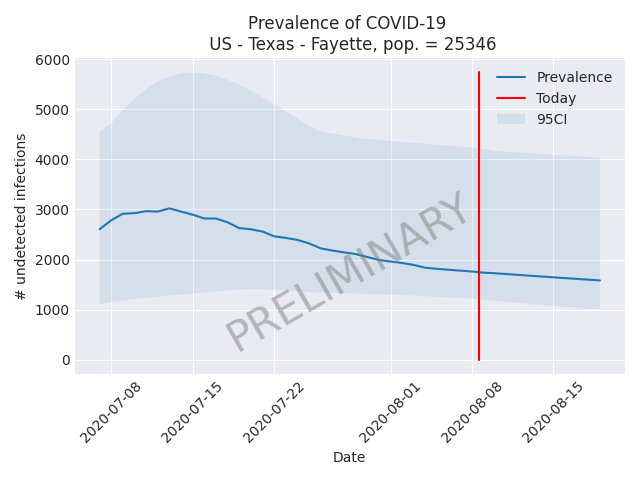 Prevalence of COVID-19
US - Texas - Fayette, pop. = 25346
# undetected infections
6000
5000
4000
3000
2000
1000
0
Prevalence
Today
95CI
PRELIMINARY
2020-07-08
2020-07-15
2020-07-22
2020-08-01
2020-08-08
2020-08-15
Date